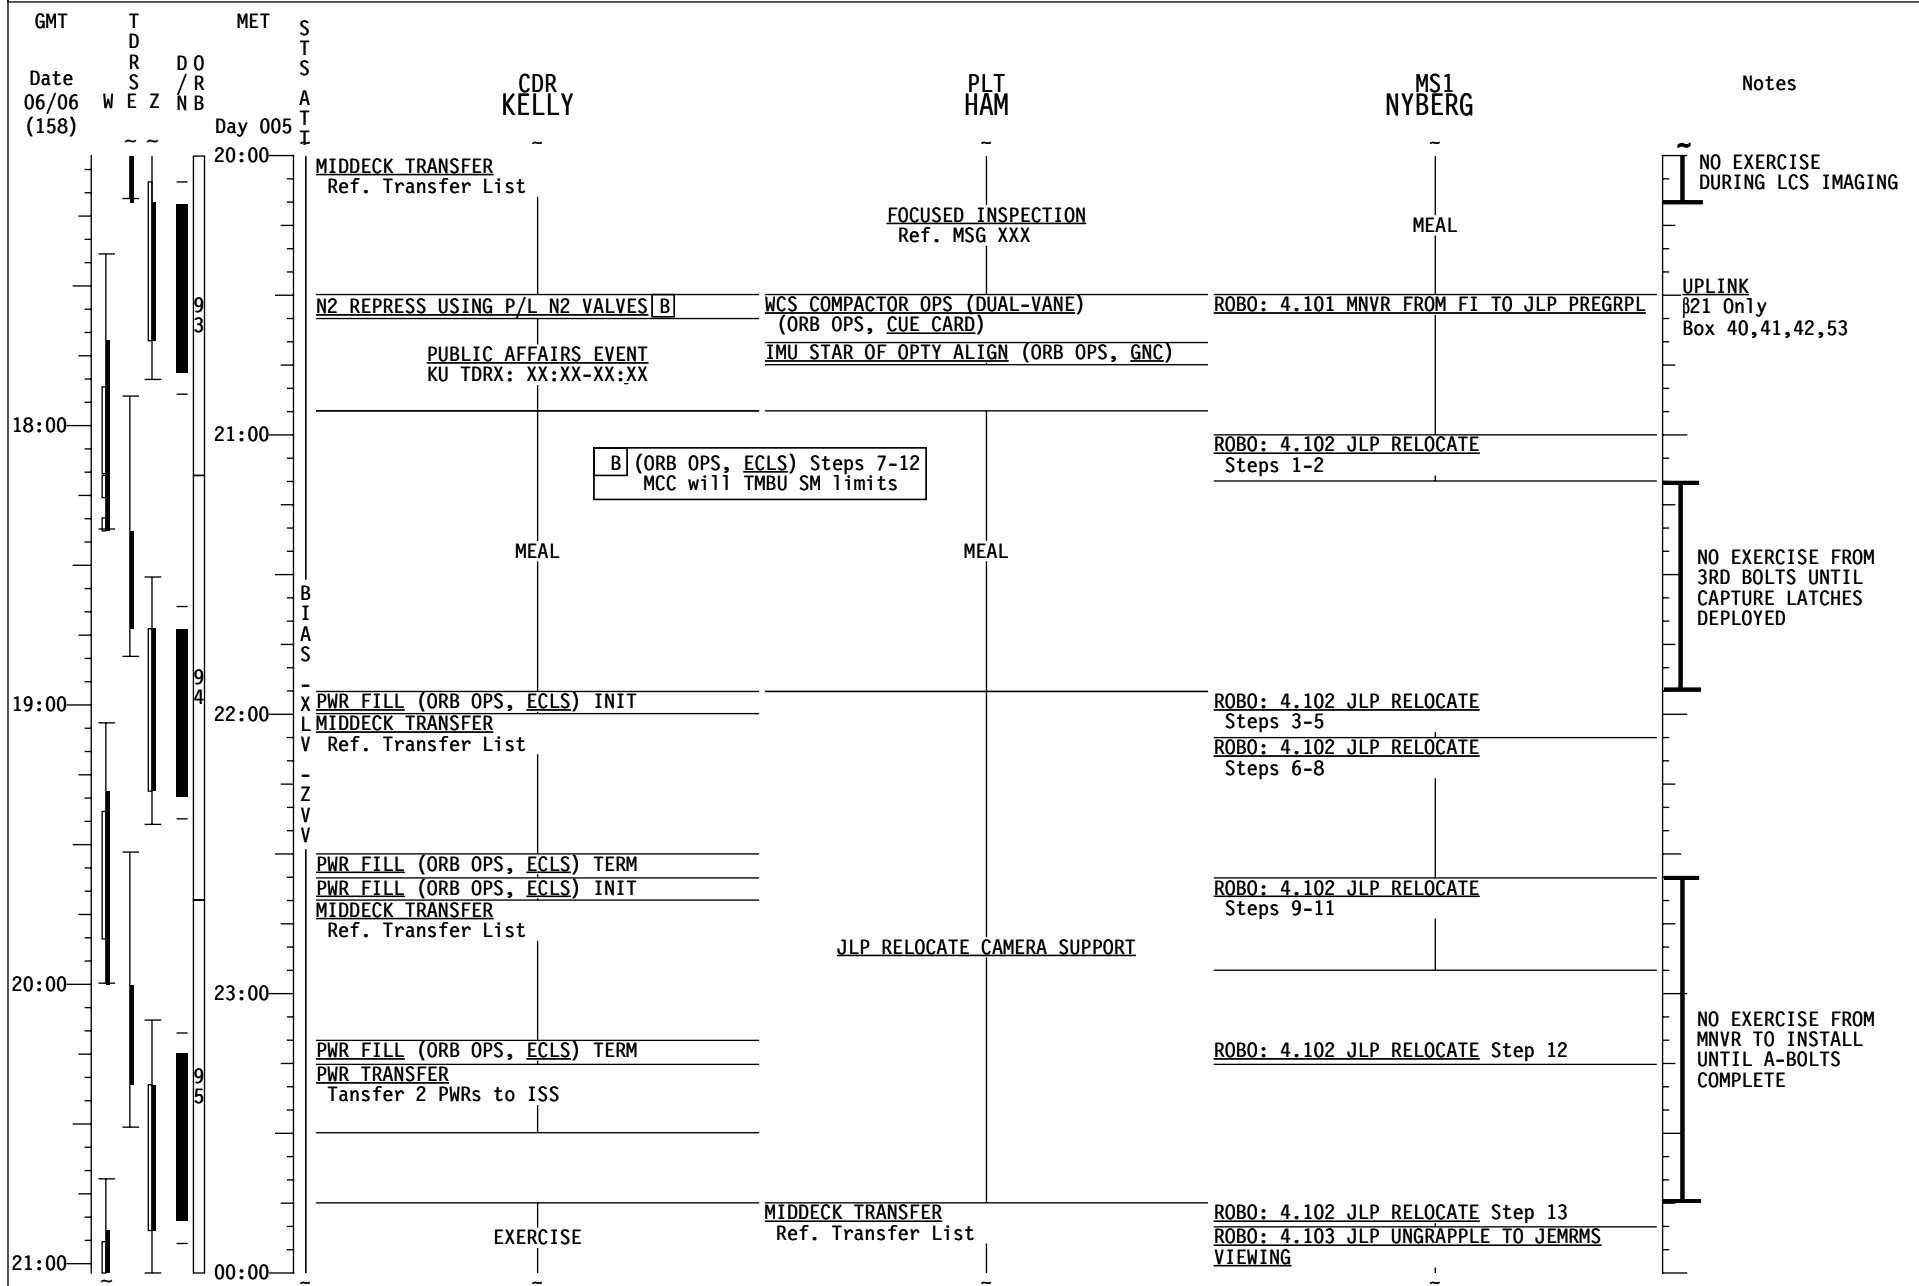 GMT
TDRSE
MET
STS ATT
D/N
ORB
Date
06/06
(158)
W E Z
Day 005
CDR
KELLY
PLT
HAM
MS1
NYBERG
Notes
~ ~ ~ ~ ~ ~
20:00
MIDDECK TRANSFER
Ref. Transfer List
FOCUSED INSPECTION
Ref. MSG XXX
MEAL
NO EXERCISE
DURING LCS IMAGING
93
N2 REPRESS USING P/L N2 VALVES B
WCS COMPACTOR OPS (DUAL-VANE)
(ORB OPS, CUE CARD)
ROBO: 4.101 MNVR FROM FI TO JLP PREGRPL
UPLINK
β21 Only
Box 40,41,42,53
PUBLIC AFFAIRS EVENT
KU TDRX: XX:XX-XX:XX
IMU STAR OF OPTY ALIGN (ORB OPS, GNC)
18:00
21:00
B (ORB OPS, ECLS) Steps 7-12
MCC will TMBU SM limits
ROBO: 4.102 JLP RELOCATE
Steps 1-2
MEAL
MEAL
NO EXERCISE FROM
3RD BOLTS UNTIL
CAPTURE LATCHES
DEPLOYED
BIAS -XLV -ZVV
94
19:00
22:00
PWR FILL (ORB OPS, ECLS) INIT
MIDDECK TRANSFER
Ref. Transfer List
ROBO: 4.102 JLP RELOCATE
Steps 3-5
ROBO: 4.102 JLP RELOCATE
Steps 6-8
PWR FILL (ORB OPS, ECLS) TERM
PWR FILL (ORB OPS, ECLS) INIT
MIDDECK TRANSFER
Ref. Transfer List
ROBO: 4.102 JLP RELOCATE
Steps 9-11
JLP RELOCATE CAMERA SUPPORT
20:00
23:00
95
PWR FILL (ORB OPS, ECLS) TERM
PWR TRANSFER
Tansfer 2 PWRs to ISS
ROBO: 4.102 JLP RELOCATE Step 12
NO EXERCISE FROM
MNVR TO INSTALL
UNTIL A-BOLTS
COMPLETE
EXERCISE
MIDDECK TRANSFER
Ref. Transfer List
ROBO: 4.102 JLP RELOCATE Step 13
ROBO: 4.103 JLP UNGRAPPLE TO JEMRMS
VIEWING
21:00
00:00
~ ~ ~ ~ ~